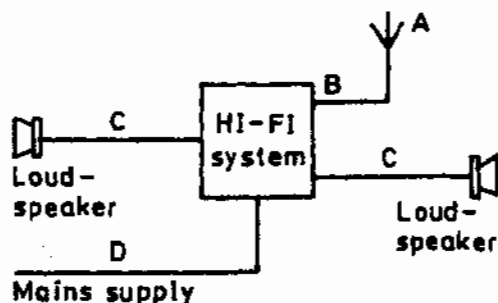 A
B
C
HI-FI
system
C
Loud-
speaker
Loud-
speaker
D
Mains supply